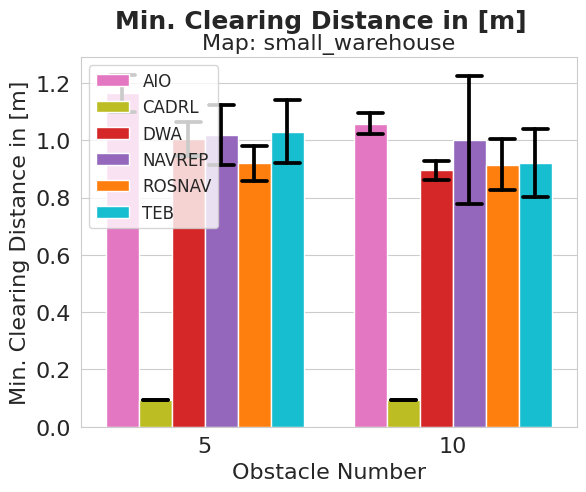 Min. Clearing Distance in [m]
Map: small_warehouse
Min. Clearing Distance in [m]
1.2
1.0
0.8
0.6
0.4
0.2
0.0
AIO
CADRL
DWA
NAVREP
ROSNAV
TEB
5
10
Obstacle Number